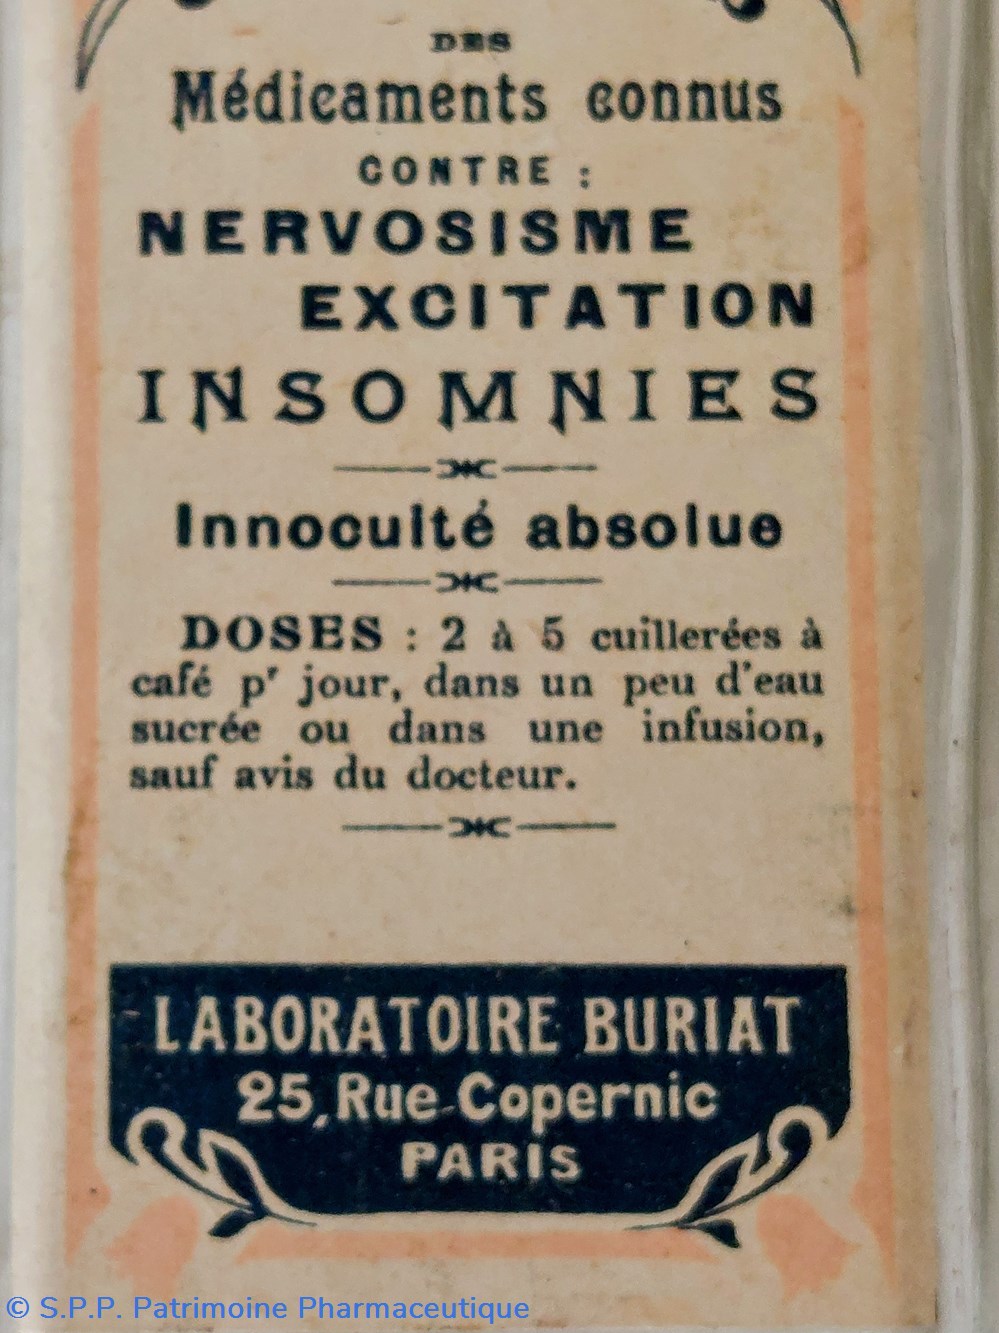 DES
Médicaments connus
CONTRE :
NERVOSISME
EXCITATION
INSOMNIES
Innocuité absolue
DOSES : 2 à 5 cuillerées à
café pʳ jour, dans un peu d'eau
sucrée ou dans une infusion,
sauf avis du docteur.
LABORATOIRE BURIAT
25, Rue Copernic
PARIS
© S.P.P. Patrimoine Pharmaceutique